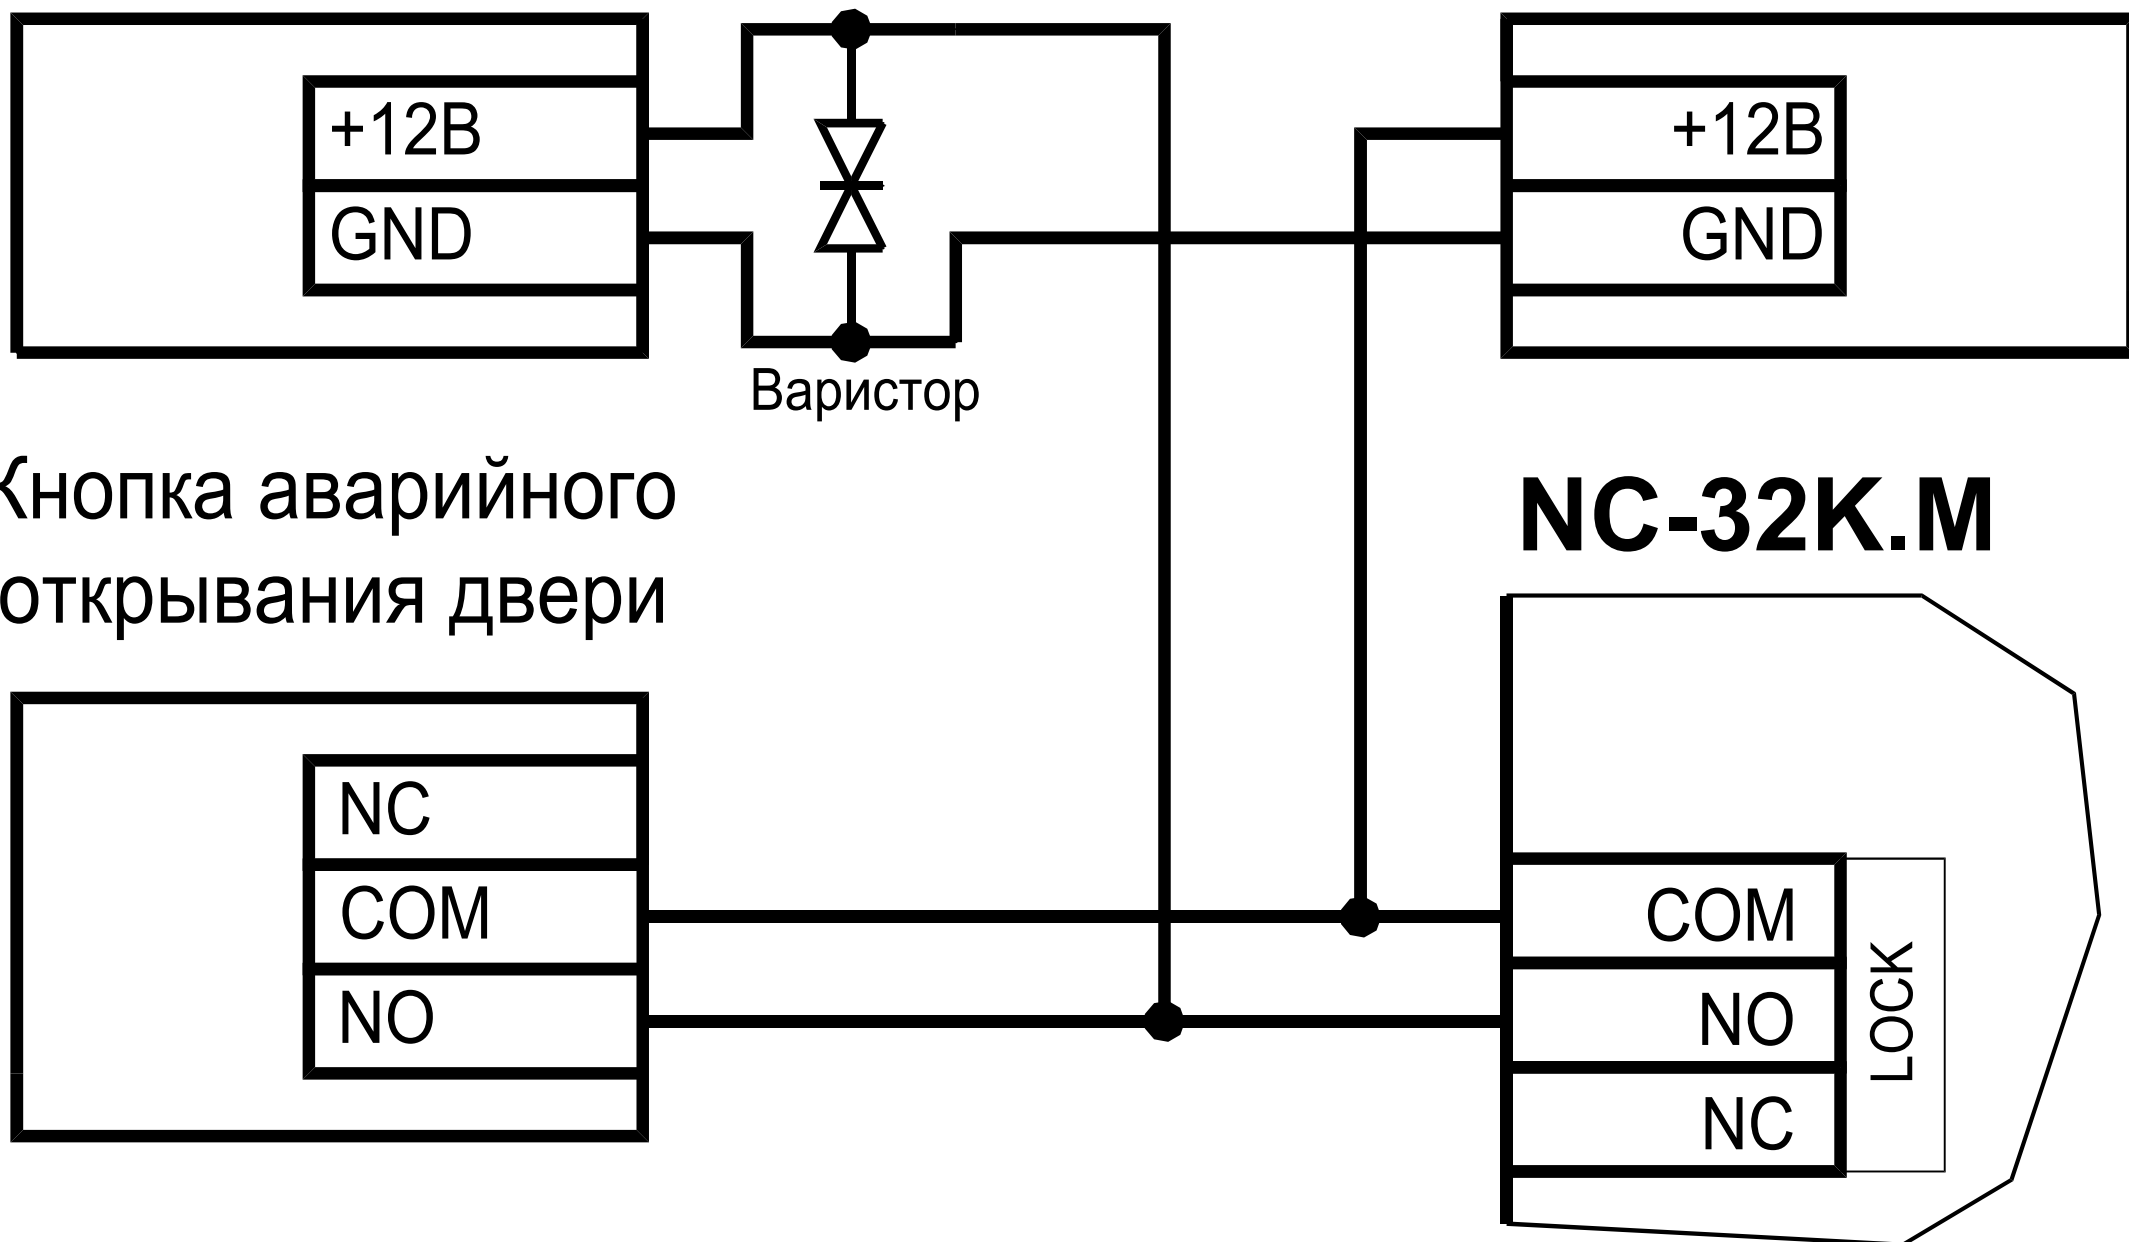 +12В
GND
Варистор
+12В
GND
Кнопка аварийного
открывания двери
NC
COM
NO
NC-32K.M
COM
NO
NC
LOCK